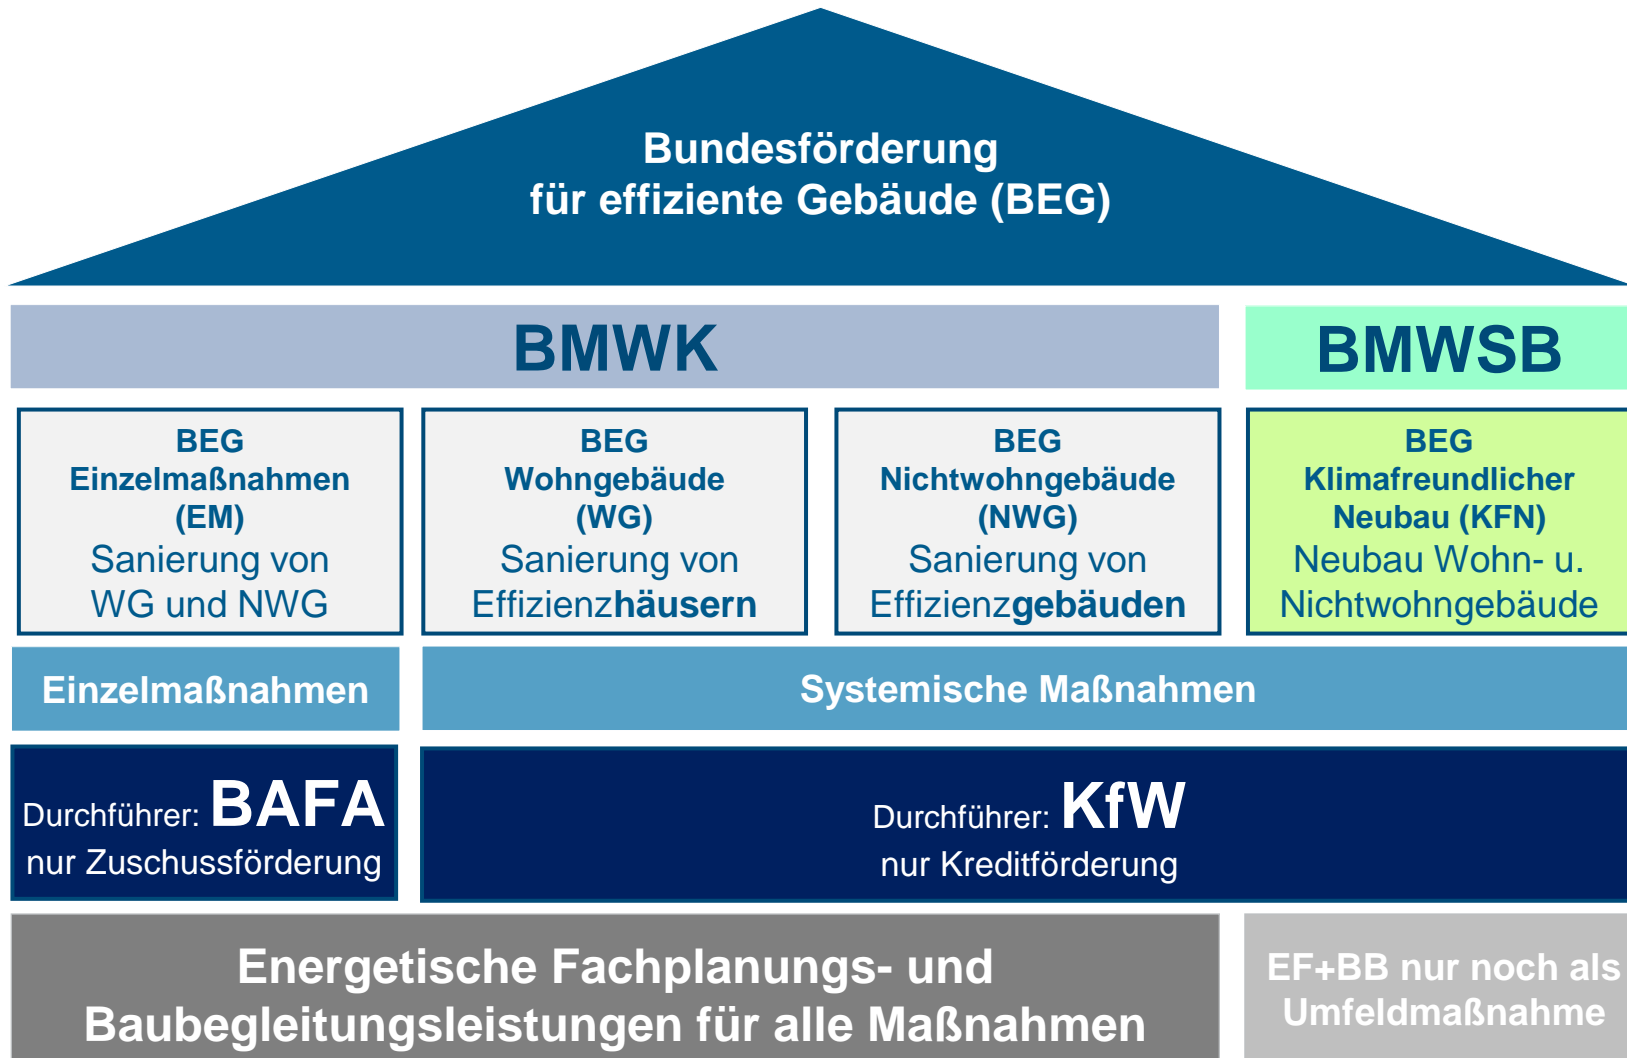 Bundesförderung
für effiziente Gebäude (BEG)
BMWK
BMWSB
BEG
Einzelmaßnahmen
(EM)
Sanierung von
WG und NWG
BEG
Wohngebäude
(WG)
Sanierung von
Effizienzhäusern
BEG
Nichtwohngebäude
(NWG)
Sanierung von
Effizienzgebäuden
BEG
Klimafreundlicher
Neubau (KFN)
Neubau Wohn- u.
Nichtwohngebäude
Einzelmaßnahmen
Systemische Maßnahmen
Durchführer: BAFA
nur Zuschussförderung
Durchführer: KfW
nur Kreditförderung
Energetische Fachplanungs- und
Baubegleitungsleistungen für alle Maßnahmen
EF+BB nur noch als
Umfeldmaßnahme